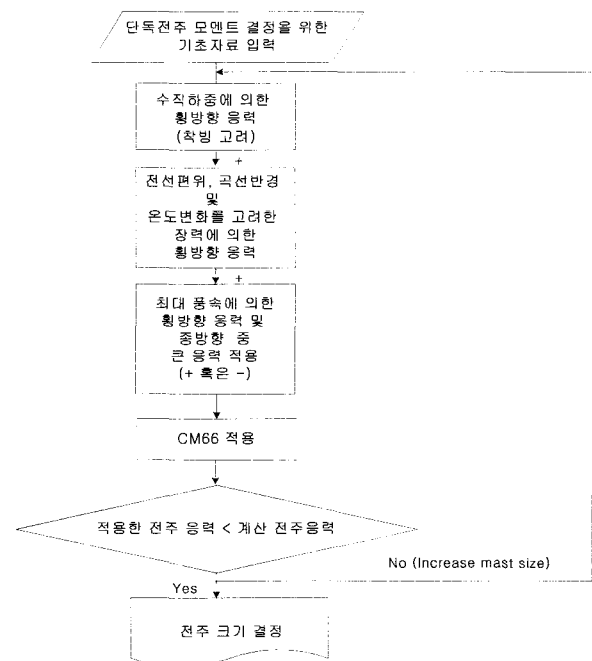 단독전주 모멘트 결정을 위한
기초자료 입력
수직하중에 의한
횡방향 응력
(착빙 고려)
+
전선편위, 곡선반경
및
온도변화를 고려한
장력에 의한
횡방향 응력
+
최대 풍속에 의한
횡방향 응력 및
종방향 중
큰 응력 적용
(+ 혹은 -)
CM66 적용
적용한 전주 응력 < 계산 전주응력
No (Increase mast size)
Yes
전주 크기 결정